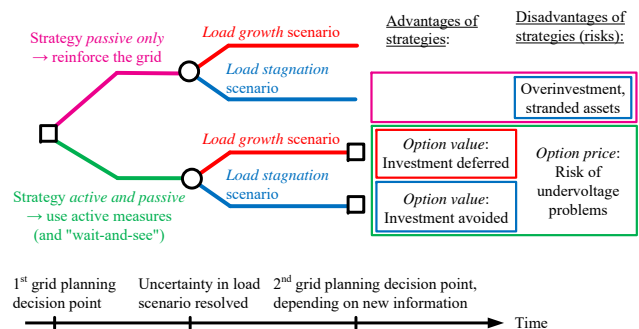 Strategy passive only
→ reinforce the grid
Load growth scenario
Load stagnation
scenario
Advantages of
strategies:
Disadvantages of
strategies (risks):
Overinvestment,
stranded assets
Load growth scenario
Load stagnation
scenario
Option value:
Investment deferred
Option value:
Investment avoided
Option price:
Risk of
undervoltage
problems
Strategy active and passive
→ use active measures
(and "wait-and-see")
1st grid planning
decision point
Uncertainty in load
scenario resolved
2nd grid planning decision point,
depending on new information
Time